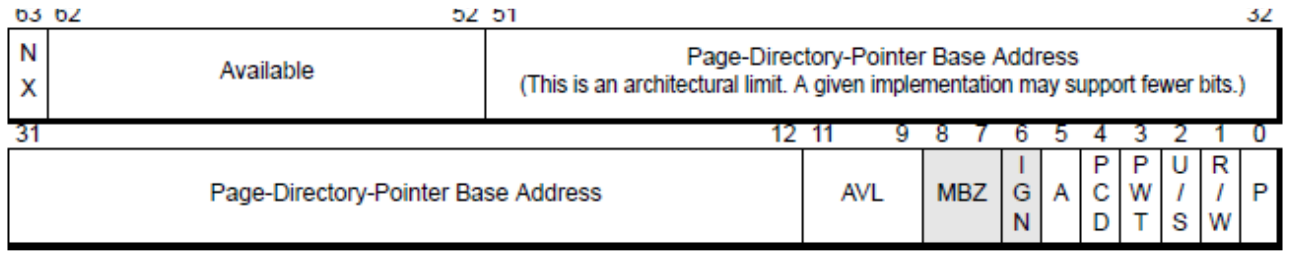 63 62 52 51 32
N X Available Page-Directory-Pointer Base Address
(This is an architectural limit. A given implementation may support fewer bits.)
31 12 11 9 8 7 6 5 4 3 2 1 0
Page-Directory-Pointer Base Address AVL MBZ IGN A PCD PWT U/S R/W P